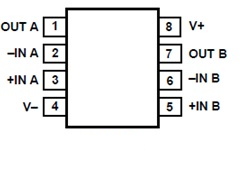 OUT A 1 8 V+
–IN A 2 7 OUT B
+IN A 3 6 –IN B
V– 4 5 +IN B